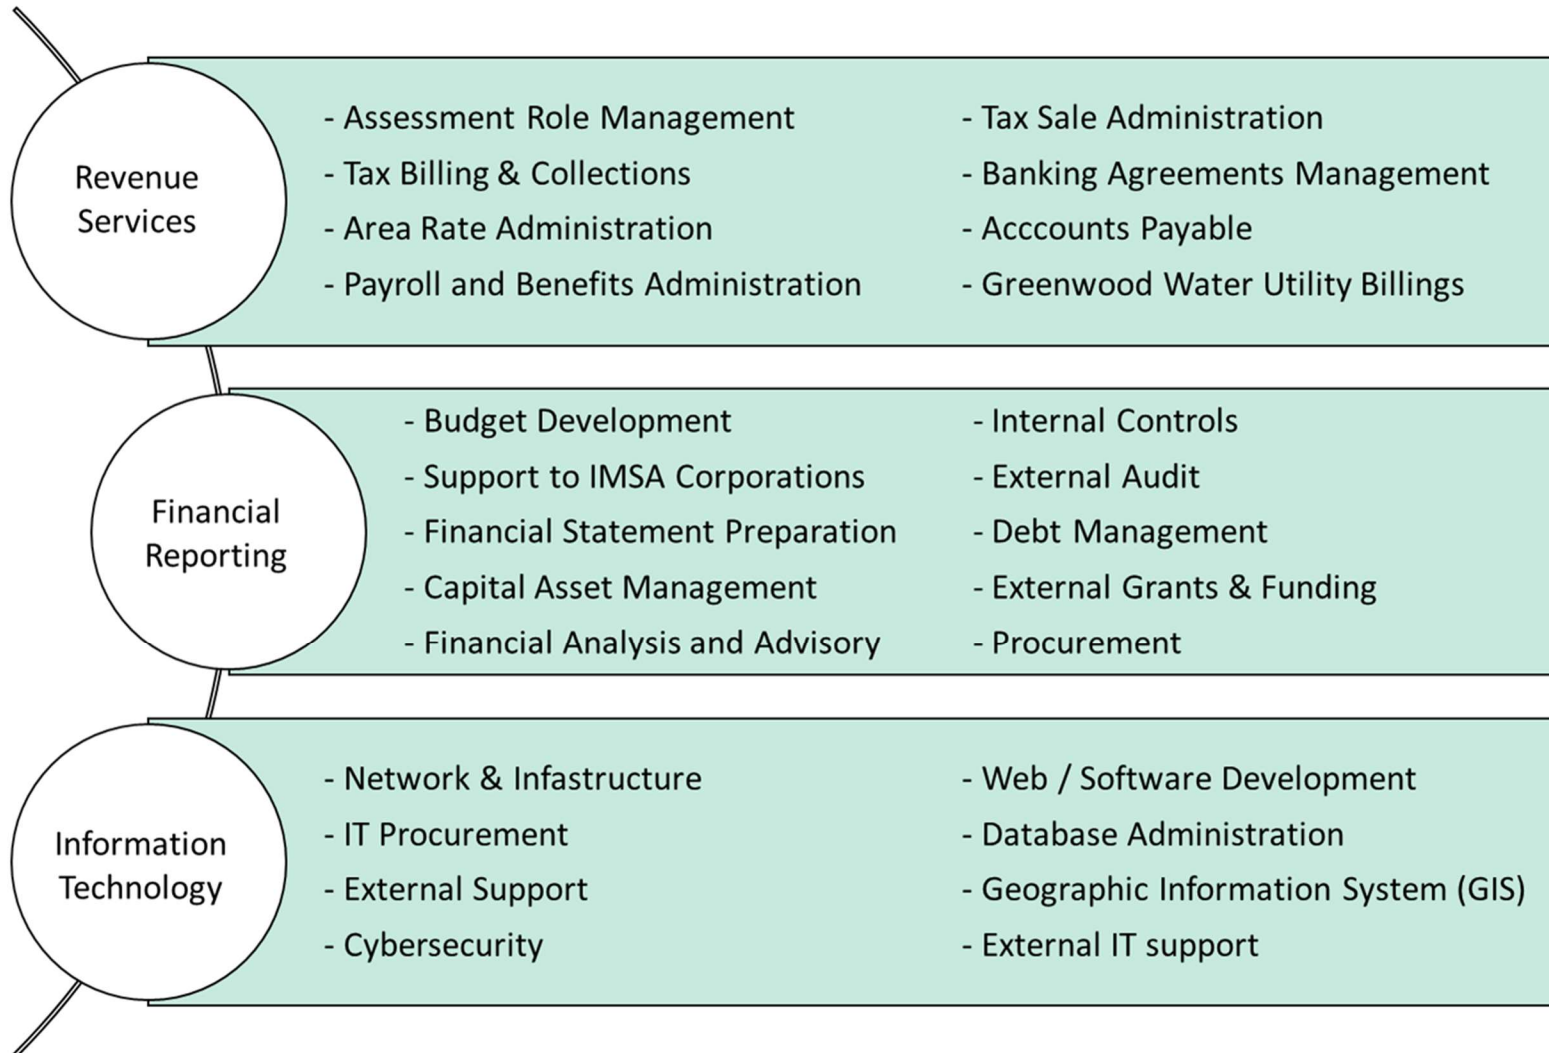 Revenue
Services
- Assessment Role Management
- Tax Billing & Collections
- Area Rate Administration
- Payroll and Benefits Administration
- Tax Sale Administration
- Banking Agreements Management
- Acccounts Payable
- Greenwood Water Utility Billings
Financial
Reporting
- Budget Development
- Support to IMSA Corporations
- Financial Statement Preparation
- Capital Asset Management
- Financial Analysis and Advisory
- Internal Controls
- External Audit
- Debt Management
- External Grants & Funding
- Procurement
Information
Technology
- Network & Infastructure
- IT Procurement
- External Support
- Cybersecurity
- Web / Software Development
- Database Administration
- Geographic Information System (GIS)
- External IT support